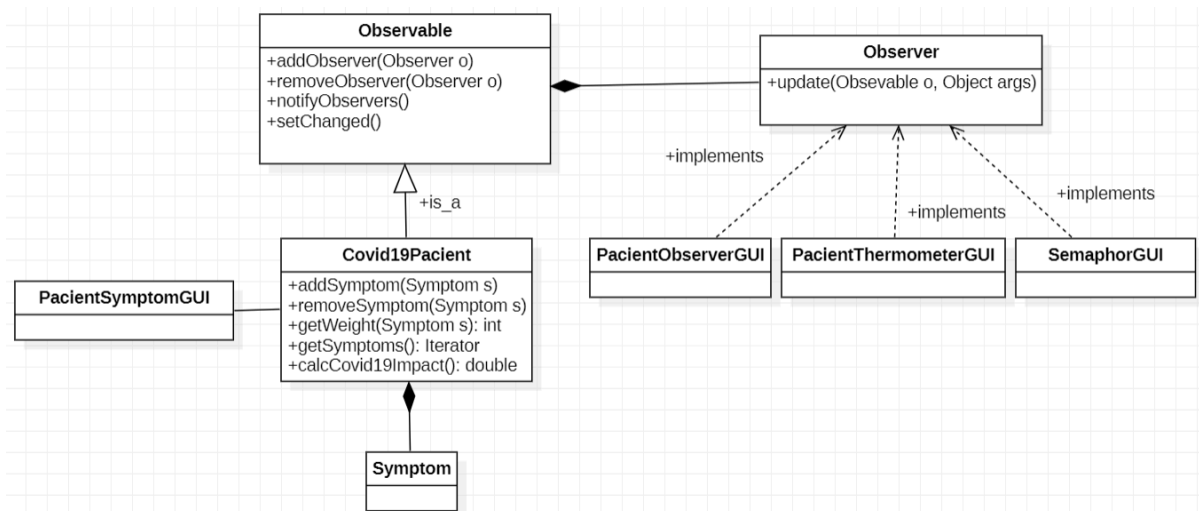 Observable
+addObserver(Observer o)
+removeObserver(Observer o)
+notifyObservers()
+setChanged()
Observer
+update(Obsevable o, Object args)
+implements
+implements
+implements
+is_a
Covid19Pacient
+addSymptom(Symptom s)
+removeSymptom(Symptom s)
+getWeight(Symptom s): int
+getSymptoms(): Iterator
+calcCovid19Impact(): double
PacientObserverGUI
PacientThermometerGUI
SemaphorGUI
PacientSymptomGUI
Symptom